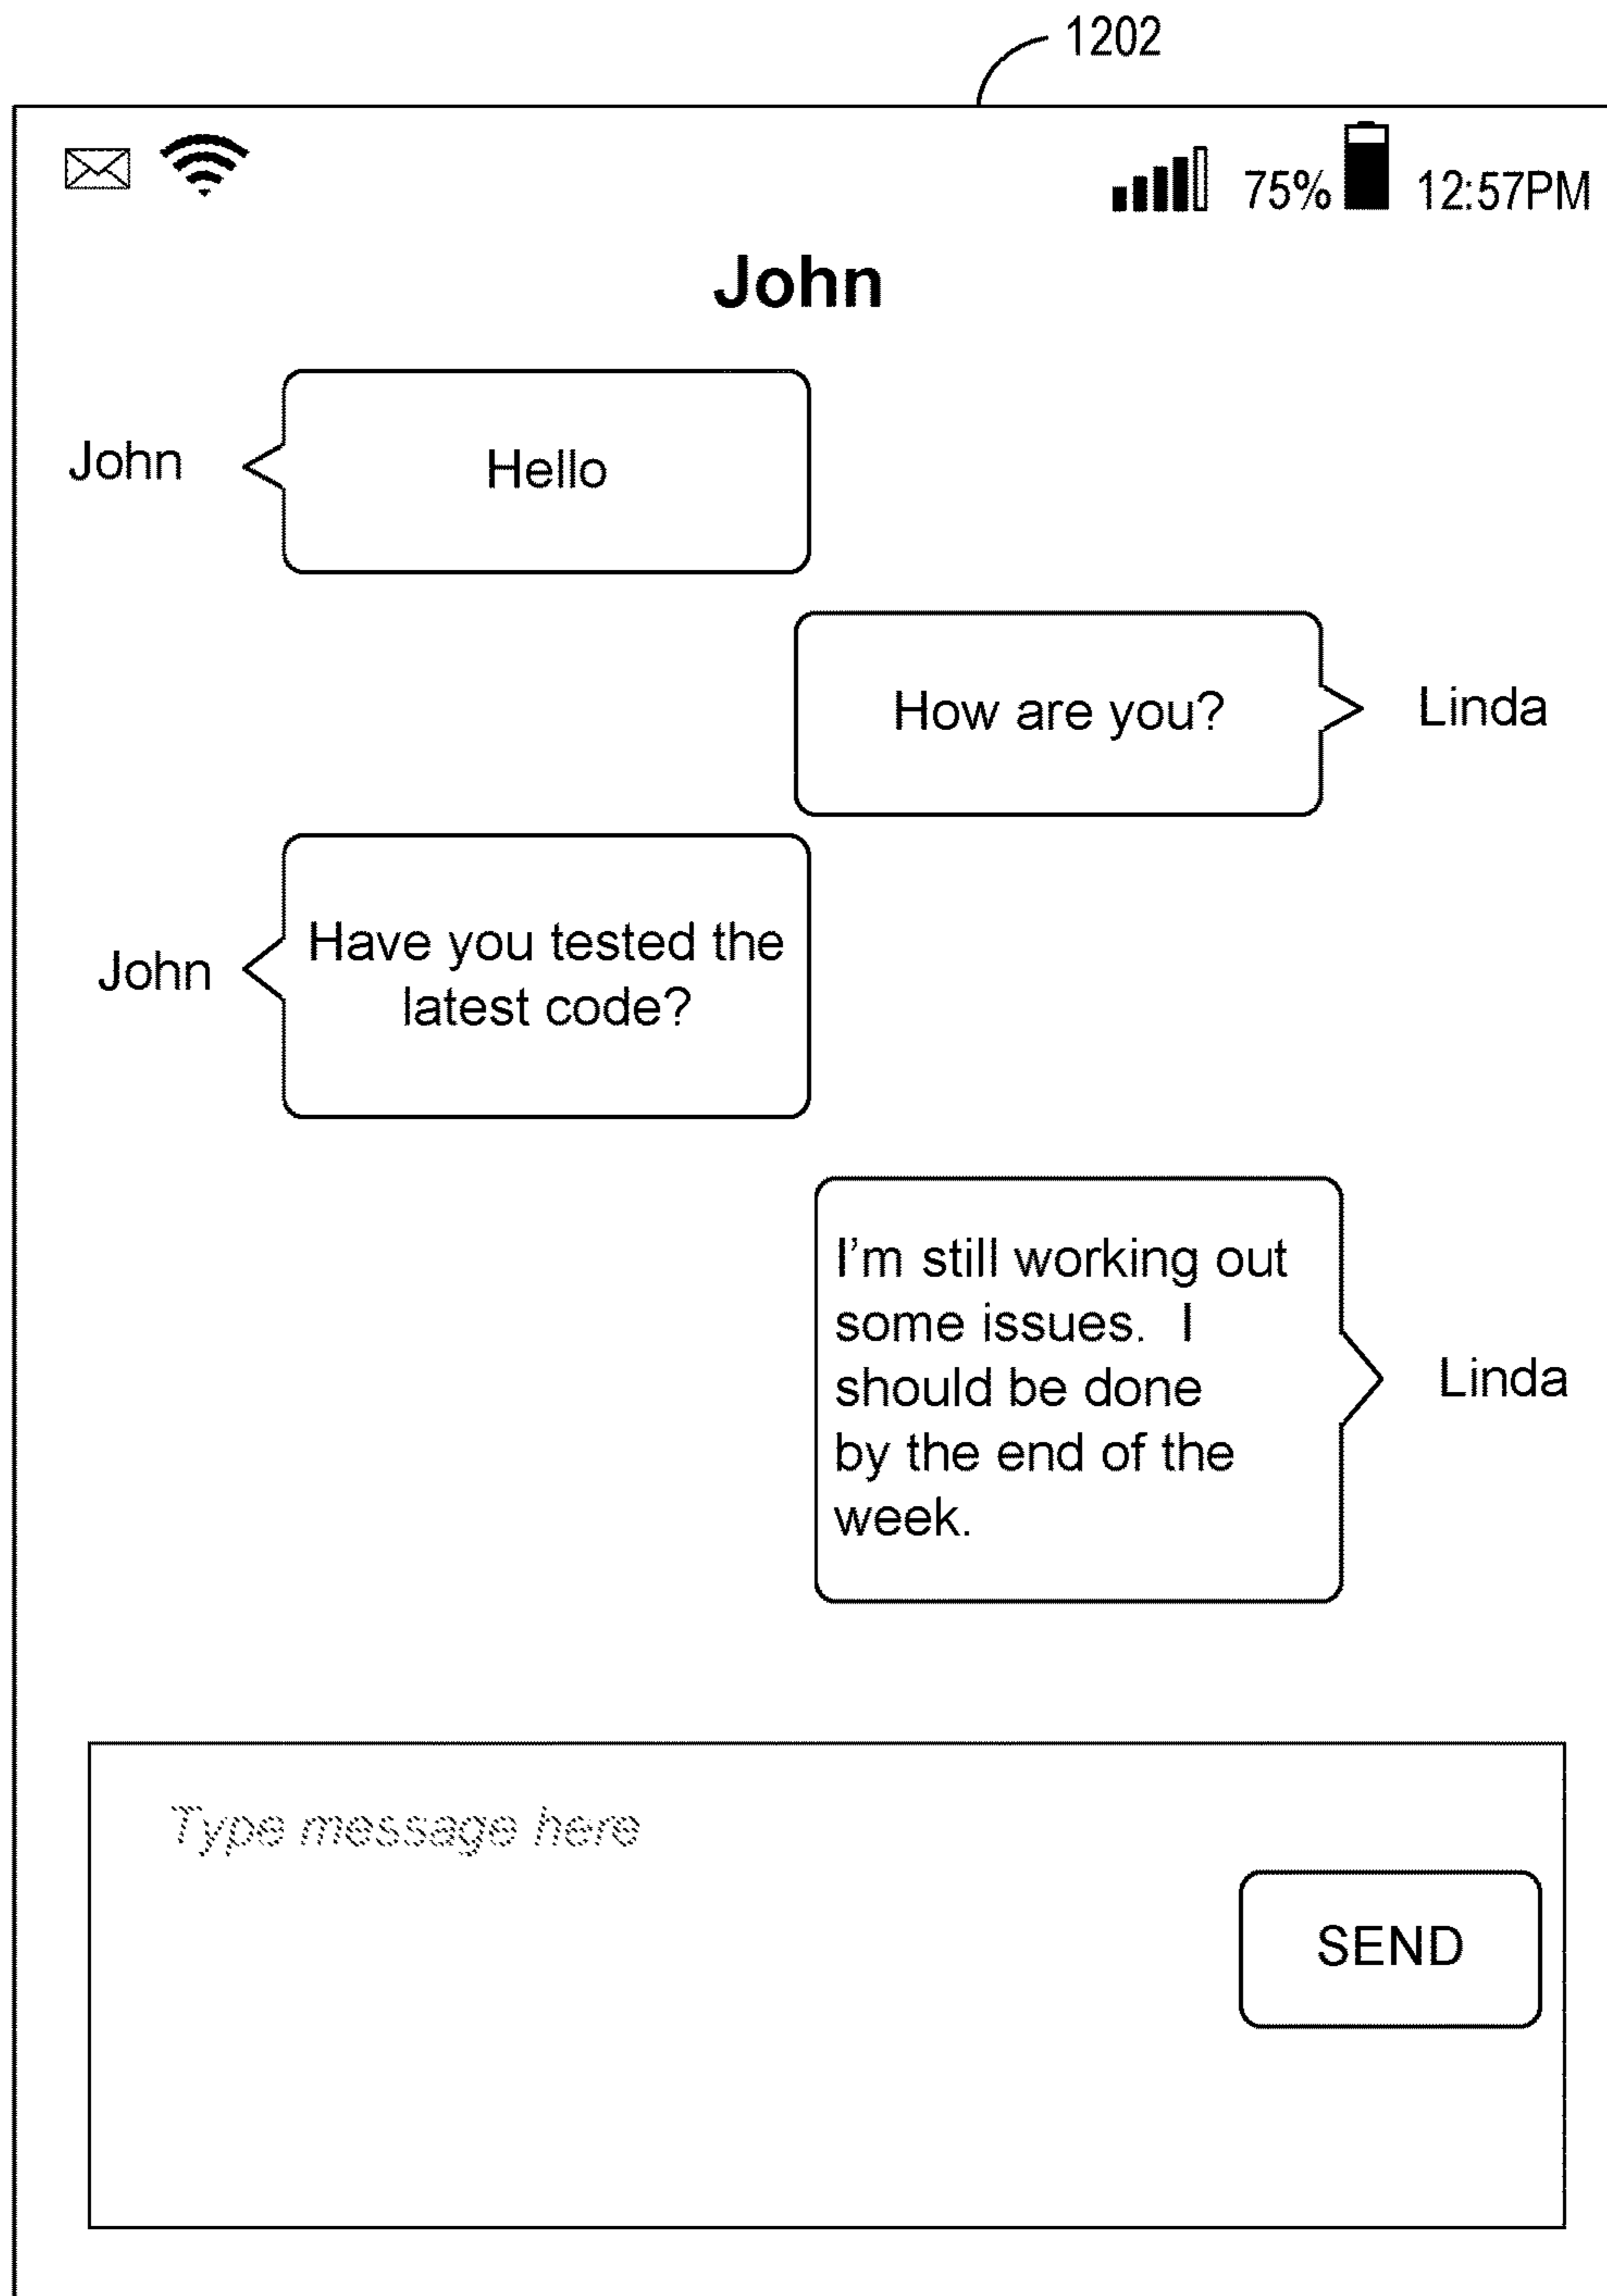 1202
75% 12:57PM
John
John Hello
How are you? Linda
Have you tested the
John
latest code?
I’m still working out
some issues.  I
should be done
Linda
by the end of the
week.
Type message here
SEND